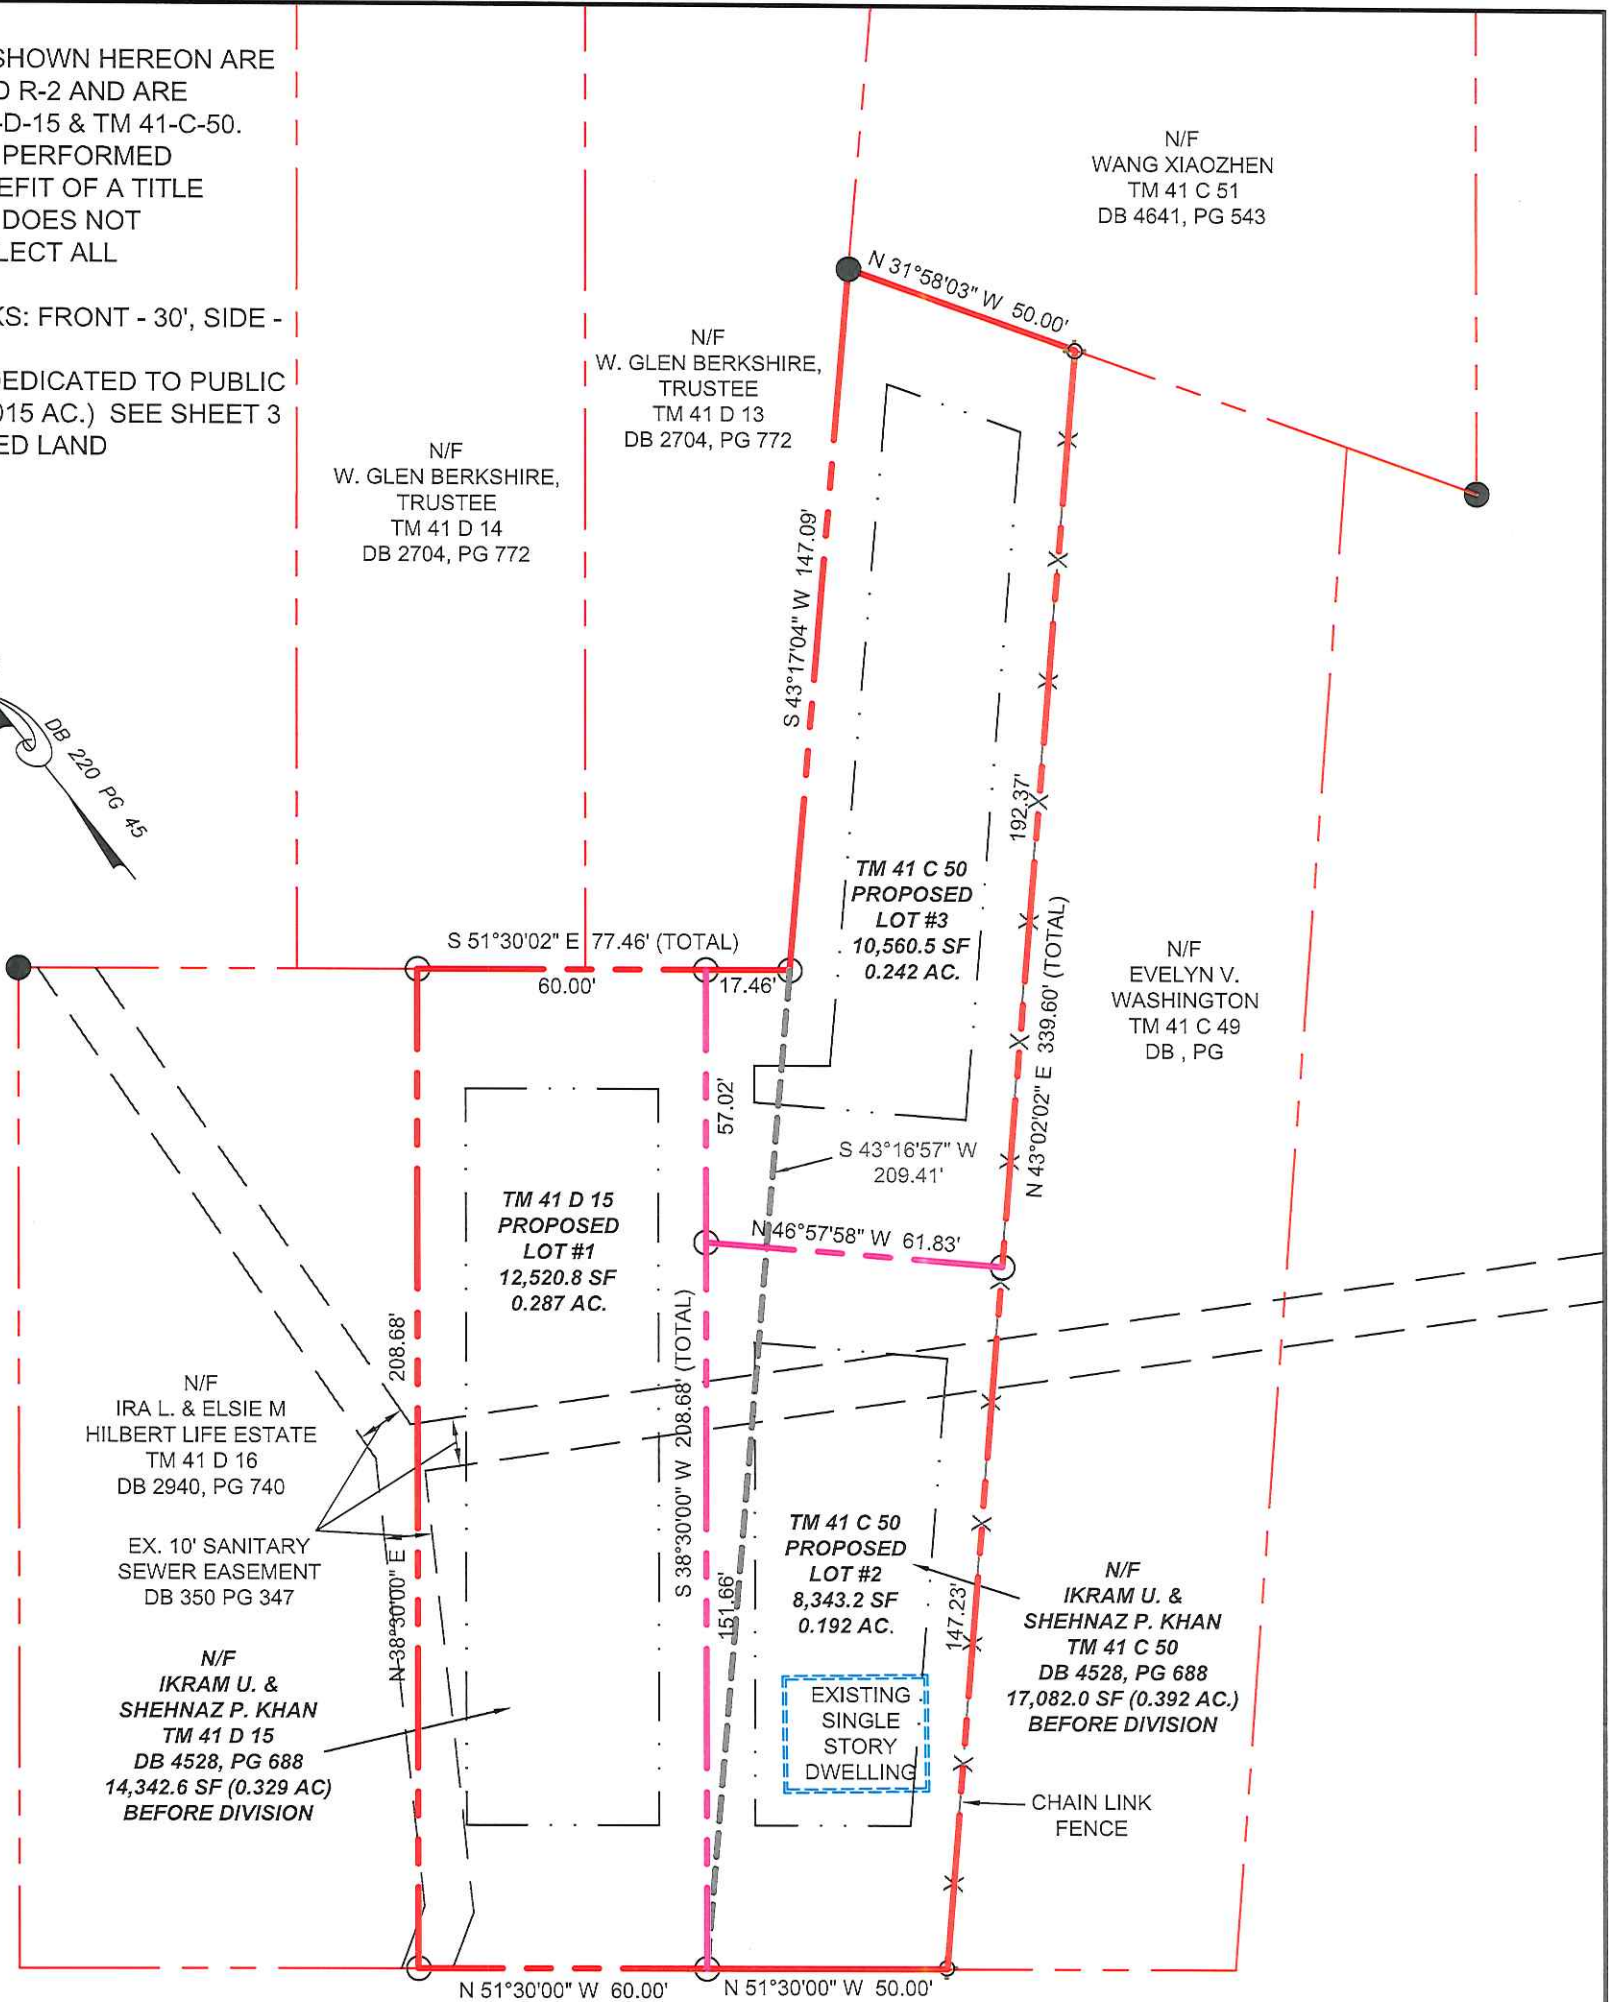 SHOWN HEREON ARE
D R-2 AND ARE
-D-15 & TM 41-C-50.
PERFORMED
EFIT OF A TITLE
DOES NOT
LECT ALL
KS: FRONT - 30', SIDE -
DEDICATED TO PUBLIC
015 AC.) SEE SHEET 3
ED LAND
N/F
WANG XIAOZHEN
TM 41 C 51
DB 4641, PG 543
N 31°58'03" W 50.00'
N/F
W. GLEN BERKSHIRE,
TRUSTEE
TM 41 D 13
DB 2704, PG 772
N/F
W. GLEN BERKSHIRE,
TRUSTEE
TM 41 D 14
DB 2704, PG 772
S 43°17'04" W 147.09'
DB 220 PG 45
192.37'
TM 41 C 50
PROPOSED
LOT #3
10,560.5 SF
0.242 AC.
N 43°02'02" E 339.60' (TOTAL)
S 51°30'02" E 77.46' (TOTAL)
60.00'
17.46'
N/F
EVELYN V.
WASHINGTON
TM 41 C 49
DB , PG
57.02'
S 43°16'57" W
209.41'
TM 41 D 15
PROPOSED
LOT #1
12,520.8 SF
0.287 AC.
N 46°57'58" W 61.83'
208.68'
S 38°30'00" W 208.68' (TOTAL)
N/F
IRA L. & ELSIE M
HILBERT LIFE ESTATE
TM 41 D 16
DB 2940, PG 740
EX. 10' SANITARY
SEWER EASEMENT
DB 350 PG 347
N 38°30'00" E
151.66'
TM 41 C 50
PROPOSED
LOT #2
8,343.2 SF
0.192 AC.
147.23'
N/F
IKRAM U. &
SHEHNAZ P. KHAN
TM 41 C 50
DB 4528, PG 688
17,082.0 SF (0.392 AC.)
BEFORE DIVISION
N/F
IKRAM U. &
SHEHNAZ P. KHAN
TM 41 D 15
DB 4528, PG 688
14,342.6 SF (0.329 AC)
BEFORE DIVISION
EXISTING
SINGLE
STORY
DWELLING
CHAIN LINK
FENCE
N 51°30'00" W 60.00'
N 51°30'00" W 50.00'